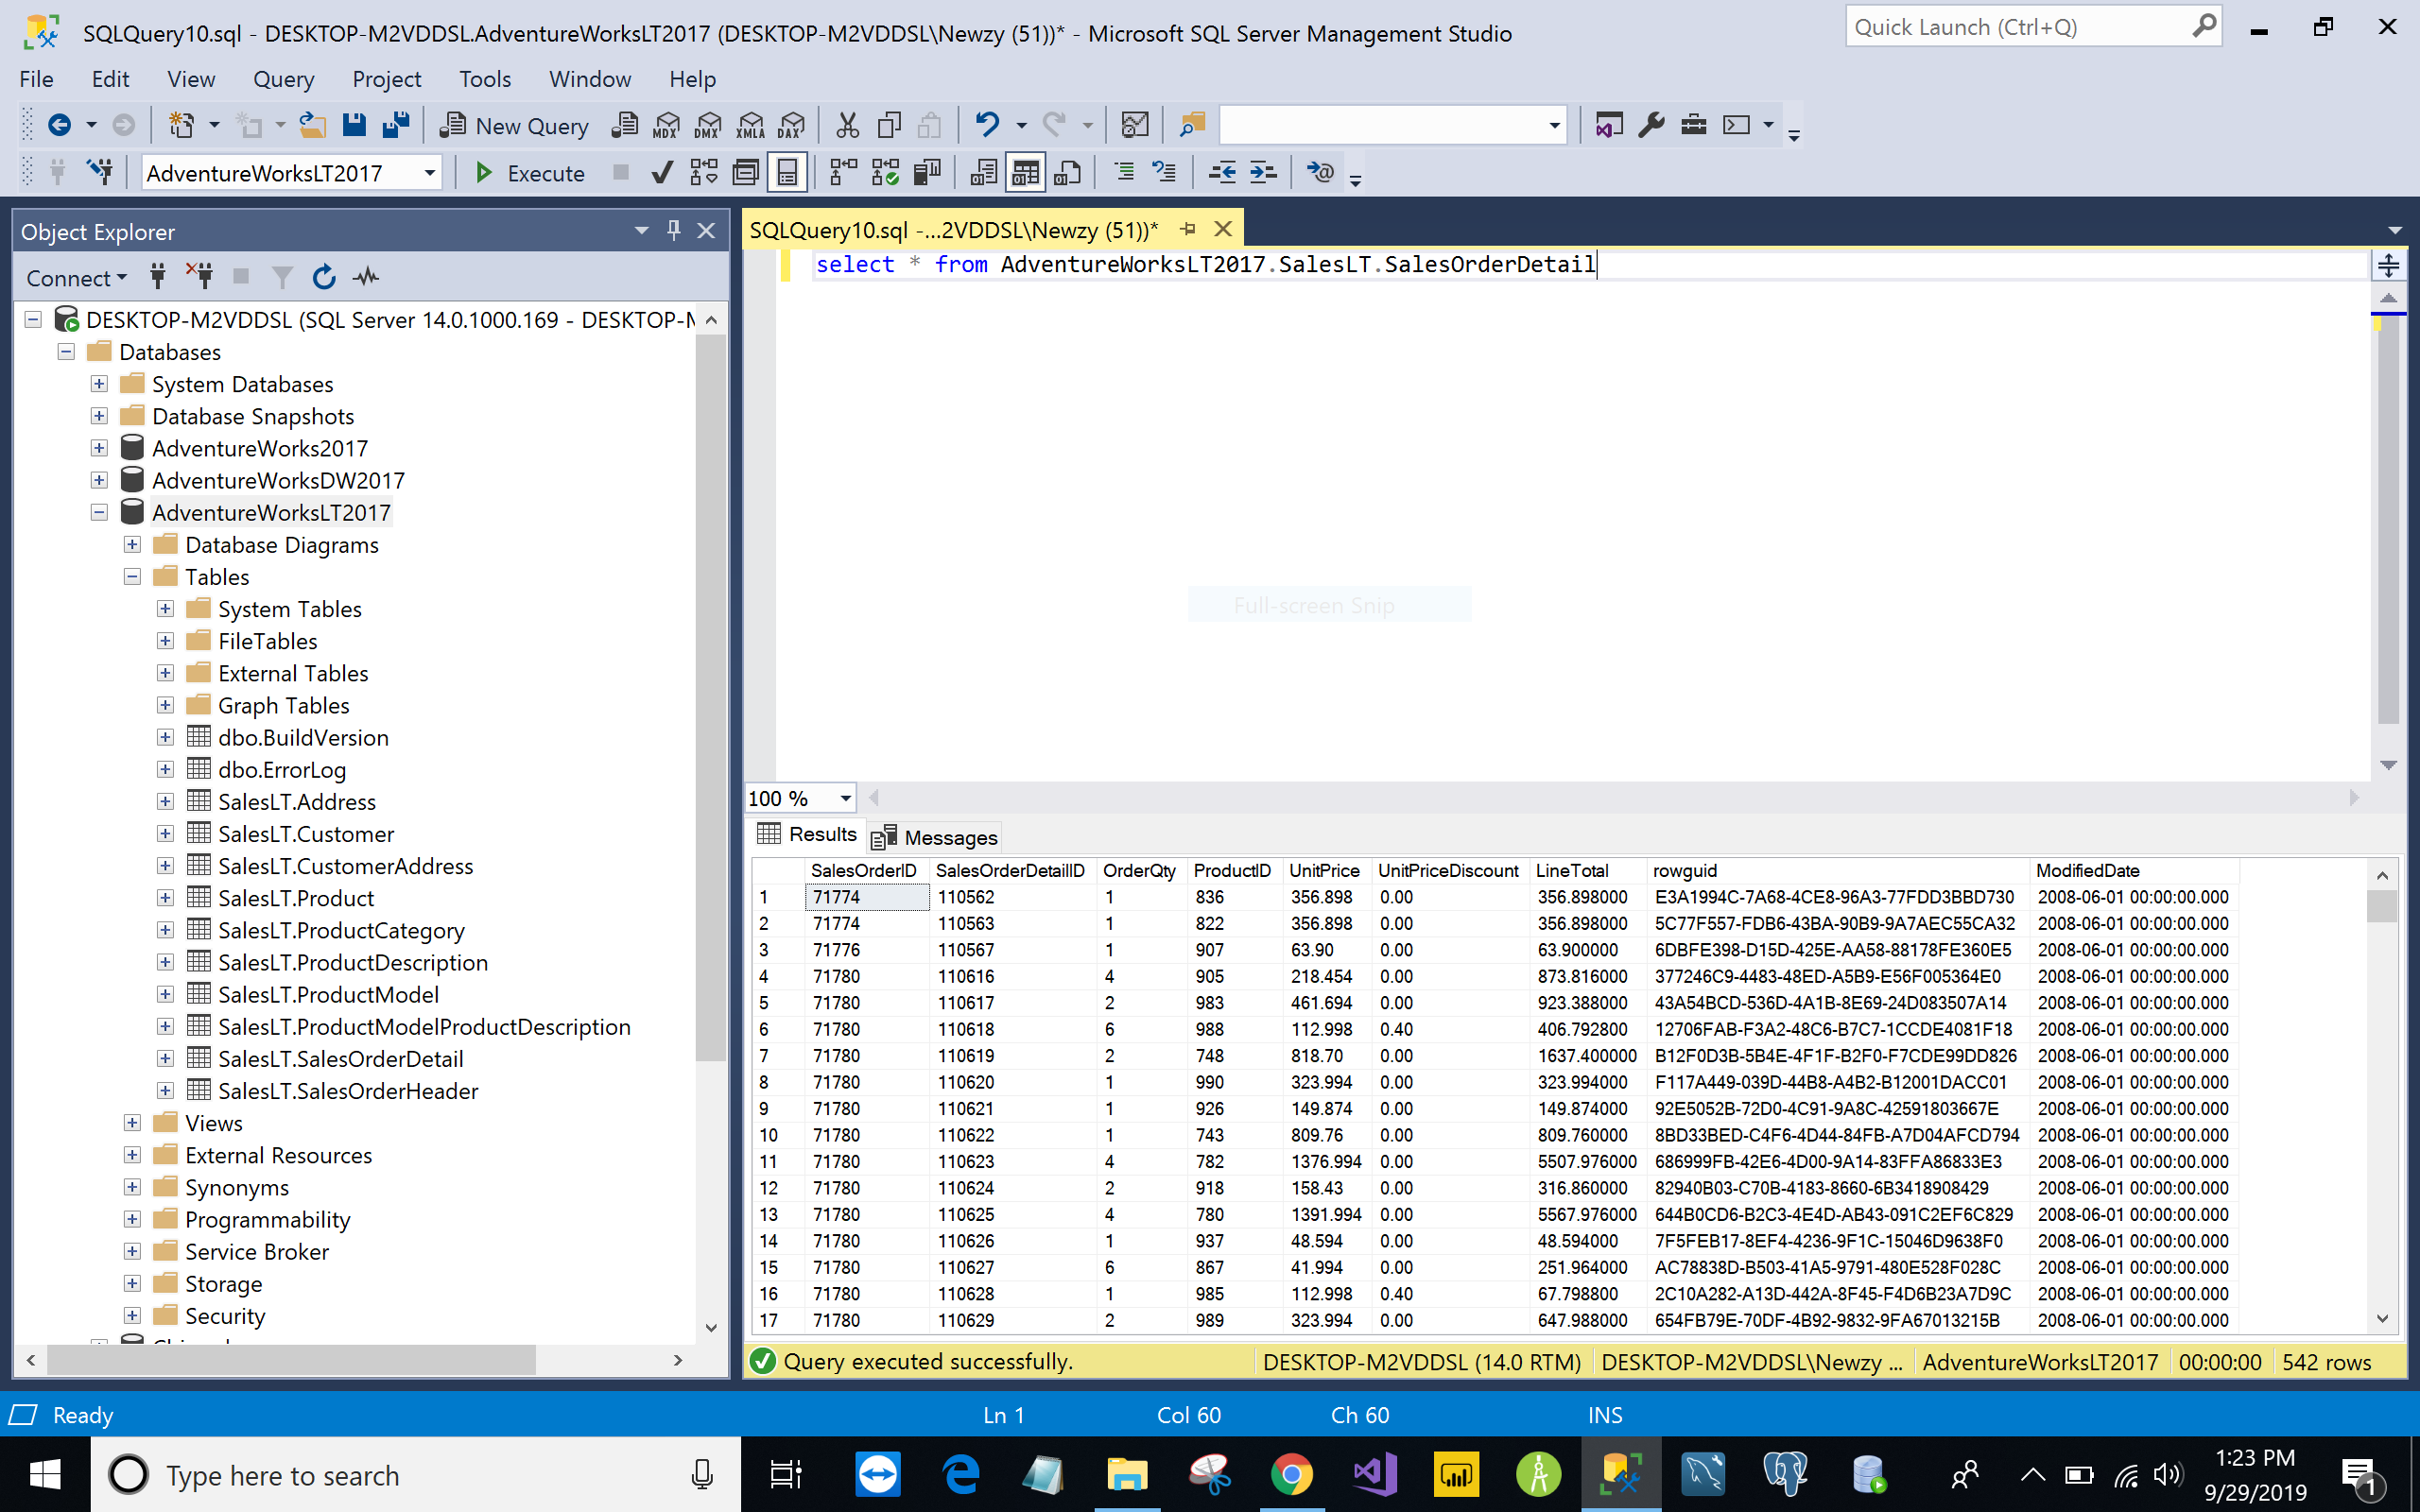 SQLQuery10.sql - DESKTOP-M2VDDSL.AdventureWorksLT2017 (DESKTOP-M2VDDSL\Newzy (51))* - Microsoft SQL Server Management Studio
Quick Launch (Ctrl+Q)
File Edit View Query Project Tools Window Help
New Query MDX DMX XMLA DAX
AdventureWorksLT2017 Execute
Object Explorer
Connect
DESKTOP-M2VDDSL (SQL Server 14.0.1000.169 - DESKTOP-M
Databases
System Databases
Database Snapshots
AdventureWorks2017
AdventureWorksDW2017
AdventureWorksLT2017
Database Diagrams
Tables
System Tables
FileTables
External Tables
Graph Tables
dbo.BuildVersion
dbo.ErrorLog
SalesLT.Address
SalesLT.Customer
SalesLT.CustomerAddress
SalesLT.Product
SalesLT.ProductCategory
SalesLT.ProductDescription
SalesLT.ProductModel
SalesLT.ProductModelProductDescription
SalesLT.SalesOrderDetail
SalesLT.SalesOrderHeader
Views
External Resources
Synonyms
Programmability
Service Broker
Storage
Security
SQLQuery10.sql -...2VDDSL\Newzy (51))*
select * from AdventureWorksLT2017.SalesLT.SalesOrderDetail
Full-screen Snip
100 %
Results Messages
SalesOrderID SalesOrderDetailID OrderQty ProductID UnitPrice UnitPriceDiscount LineTotal rowguid ModifiedDate
1 71774 110562 1 836 356.898 0.00 356.898000 E3A1994C-7A68-4CE8-96A3-77FDD3BBD730 2008-06-01 00:00:00.000
2 71774 110563 1 822 356.898 0.00 356.898000 5C77F557-FDB6-43BA-90B9-9A7AEC55CA32 2008-06-01 00:00:00.000
3 71776 110567 1 907 63.90 0.00 63.900000 6DBFE398-D15D-425E-AA58-88178FE360E5 2008-06-01 00:00:00.000
4 71780 110616 4 905 218.454 0.00 873.816000 377246C9-4483-48ED-A5B9-E56F005364E0 2008-06-01 00:00:00.000
5 71780 110617 2 983 461.694 0.00 923.388000 43A54BCD-536D-4A1B-8E69-24D083507A14 2008-06-01 00:00:00.000
6 71780 110618 6 988 112.998 0.40 406.792800 12706FAB-F3A2-48C6-B7C7-1CCDE4081F18 2008-06-01 00:00:00.000
7 71780 110619 2 748 818.70 0.00 1637.400000 B12F0D3B-5B4E-4F1F-B2F0-F7CDE99DD826 2008-06-01 00:00:00.000
8 71780 110620 1 990 323.994 0.00 323.994000 F117A449-039D-44B8-A4B2-B12001DACC01 2008-06-01 00:00:00.000
9 71780 110621 1 926 149.874 0.00 149.874000 92E5052B-72D0-4C91-9A8C-42591803667E 2008-06-01 00:00:00.000
10 71780 110622 1 743 809.76 0.00 809.760000 8BD33BED-C4F6-4D44-84FB-A7D04AFCD794 2008-06-01 00:00:00.000
11 71780 110623 4 782 1376.994 0.00 5507.976000 686999FB-42E6-4D00-9A14-83FFA86833E3 2008-06-01 00:00:00.000
12 71780 110624 2 918 158.43 0.00 316.860000 82940B03-C70B-4183-8660-6B3418908429 2008-06-01 00:00:00.000
13 71780 110625 4 780 1391.994 0.00 5567.976000 644B0CD6-B2C3-4E4D-AB43-091C2EF6C829 2008-06-01 00:00:00.000
14 71780 110626 1 937 48.594 0.00 48.594000 7F5FEB17-8EF4-4236-9F1C-15046D9638F0 2008-06-01 00:00:00.000
15 71780 110627 6 867 41.994 0.00 251.964000 AC78838D-B503-41A5-9791-480E528F028C 2008-06-01 00:00:00.000
16 71780 110628 1 985 112.998 0.40 67.798800 2C10A282-A13D-442A-8F45-F4D6B23A7D9C 2008-06-01 00:00:00.000
17 71780 110629 2 989 323.994 0.00 647.988000 654FB79E-70DF-4B92-9832-9FA67013215B 2008-06-01 00:00:00.000
Query executed successfully. DESKTOP-M2VDDSL (14.0 RTM) DESKTOP-M2VDDSL\Newzy ... AdventureWorksLT2017 00:00:00 542 rows
Ready Ln 1 Col 60 Ch 60 INS
Type here to search
1:23 PM
9/29/2019
1